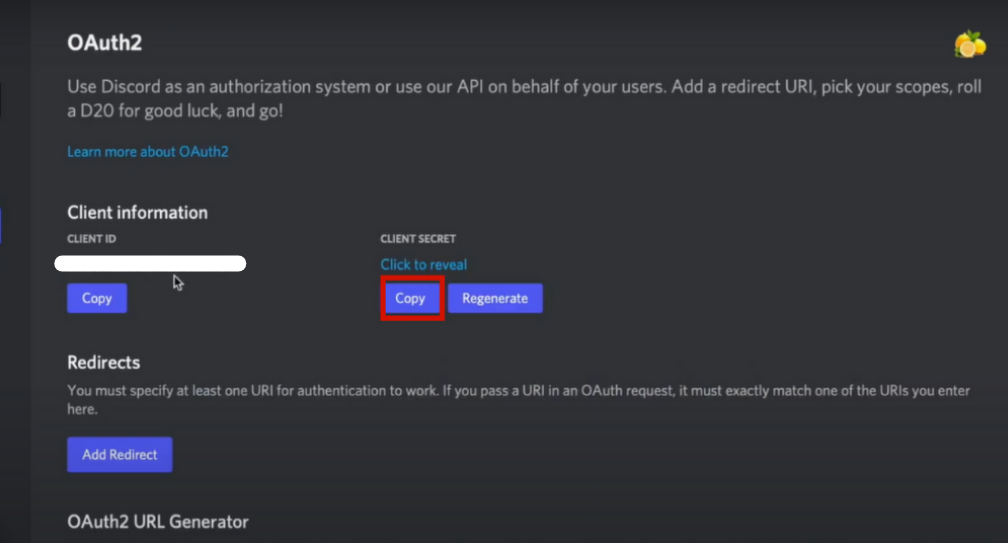 OAuth2
Use Discord as an authorization system or use our API on behalf of your users. Add a redirect URI, pick your scopes, roll
a D20 for good luck, and go!
Learn more about OAuth2
Client information
CLIENT ID
CLIENT SECRET
Click to reveal
Copy
Copy
Regenerate
Redirects
You must specify at least one URI for authentication to work. If you pass a URI in an OAuth request, it must exactly match one of the URIs you enter
here.
Add Redirect
OAuth2 URL Generator